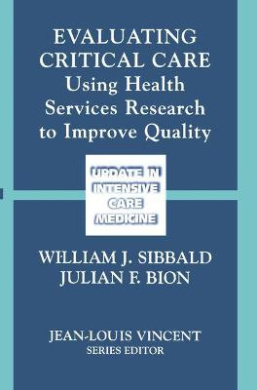 EVALUATING
CRITICAL CARE
Using Health
Services Research
to Improve Quality
UPDATE IN
INTENSIVE
CARE
MEDICINE
WILLIAM J. SIBBALD
JULIAN F. BION
JEAN-LOUIS VINCENT
SERIES EDITOR